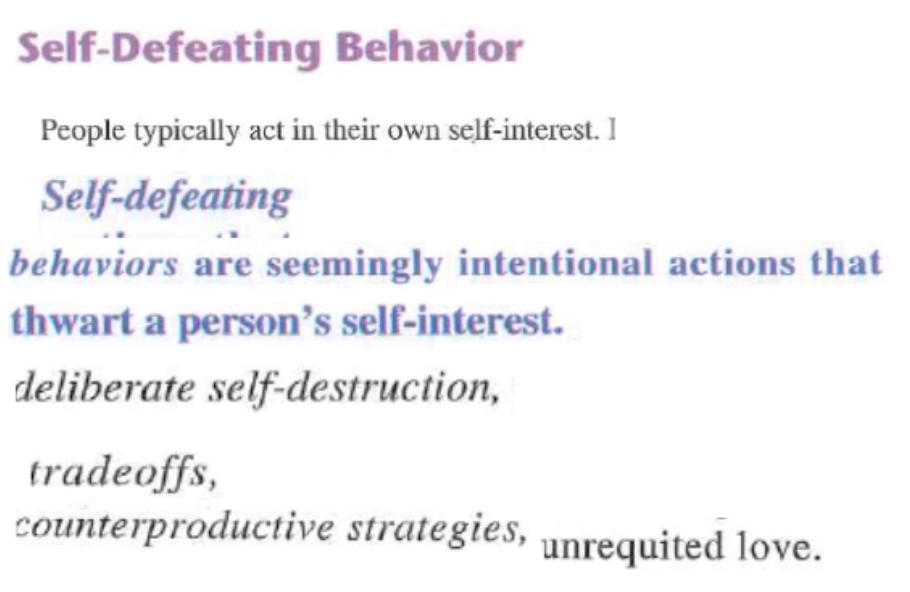 Self-Defeating Behavior
People typically act in their own self-interest.
Self-defeating
behaviors are seemingly intentional actions that
thwart a person's self-interest.
deliberate self-destruction,
tradeoffs,
counterproductive strategies, unrequited love.